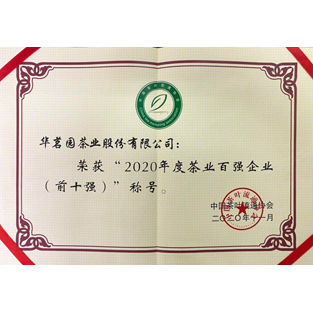 华茗园茶业股份有限公司：
荣获“2020年度茶业百强企业
（前十强）”称号。
中国茶叶流通协会
二〇二〇年十一月